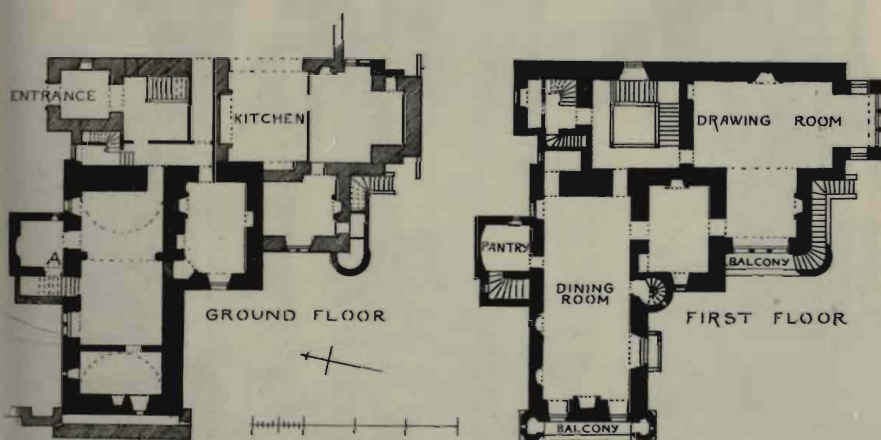 ENTRANCE
KITCHEN
A
GROUND FLOOR
DRAWING ROOM
PANTRY
DINING
ROOM
BALCONY
FIRST FLOOR
BALCONY